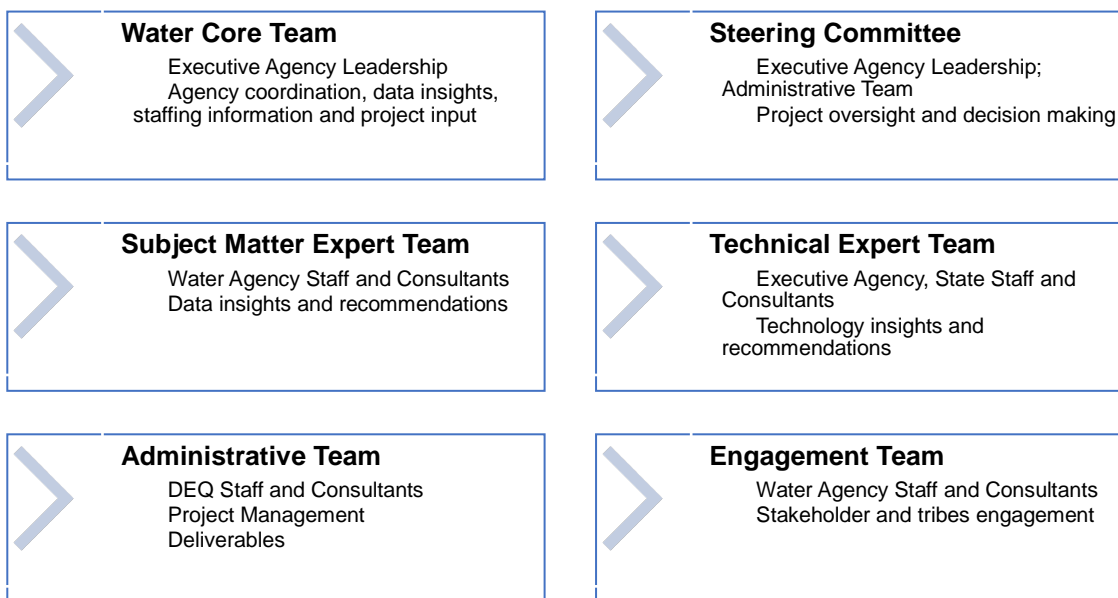 Water Core Team
Executive Agency Leadership
Agency coordination, data insights,
staffing information and project input
Steering Committee
Executive Agency Leadership;
Administrative Team
Project oversight and decision making
Subject Matter Expert Team
Water Agency Staff and Consultants
Data insights and recommendations
Technical Expert Team
Executive Agency, State Staff and
Consultants
Technology insights and
recommendations
Administrative Team
DEQ Staff and Consultants
Project Management
Deliverables
Engagement Team
Water Agency Staff and Consultants
Stakeholder and tribes engagement